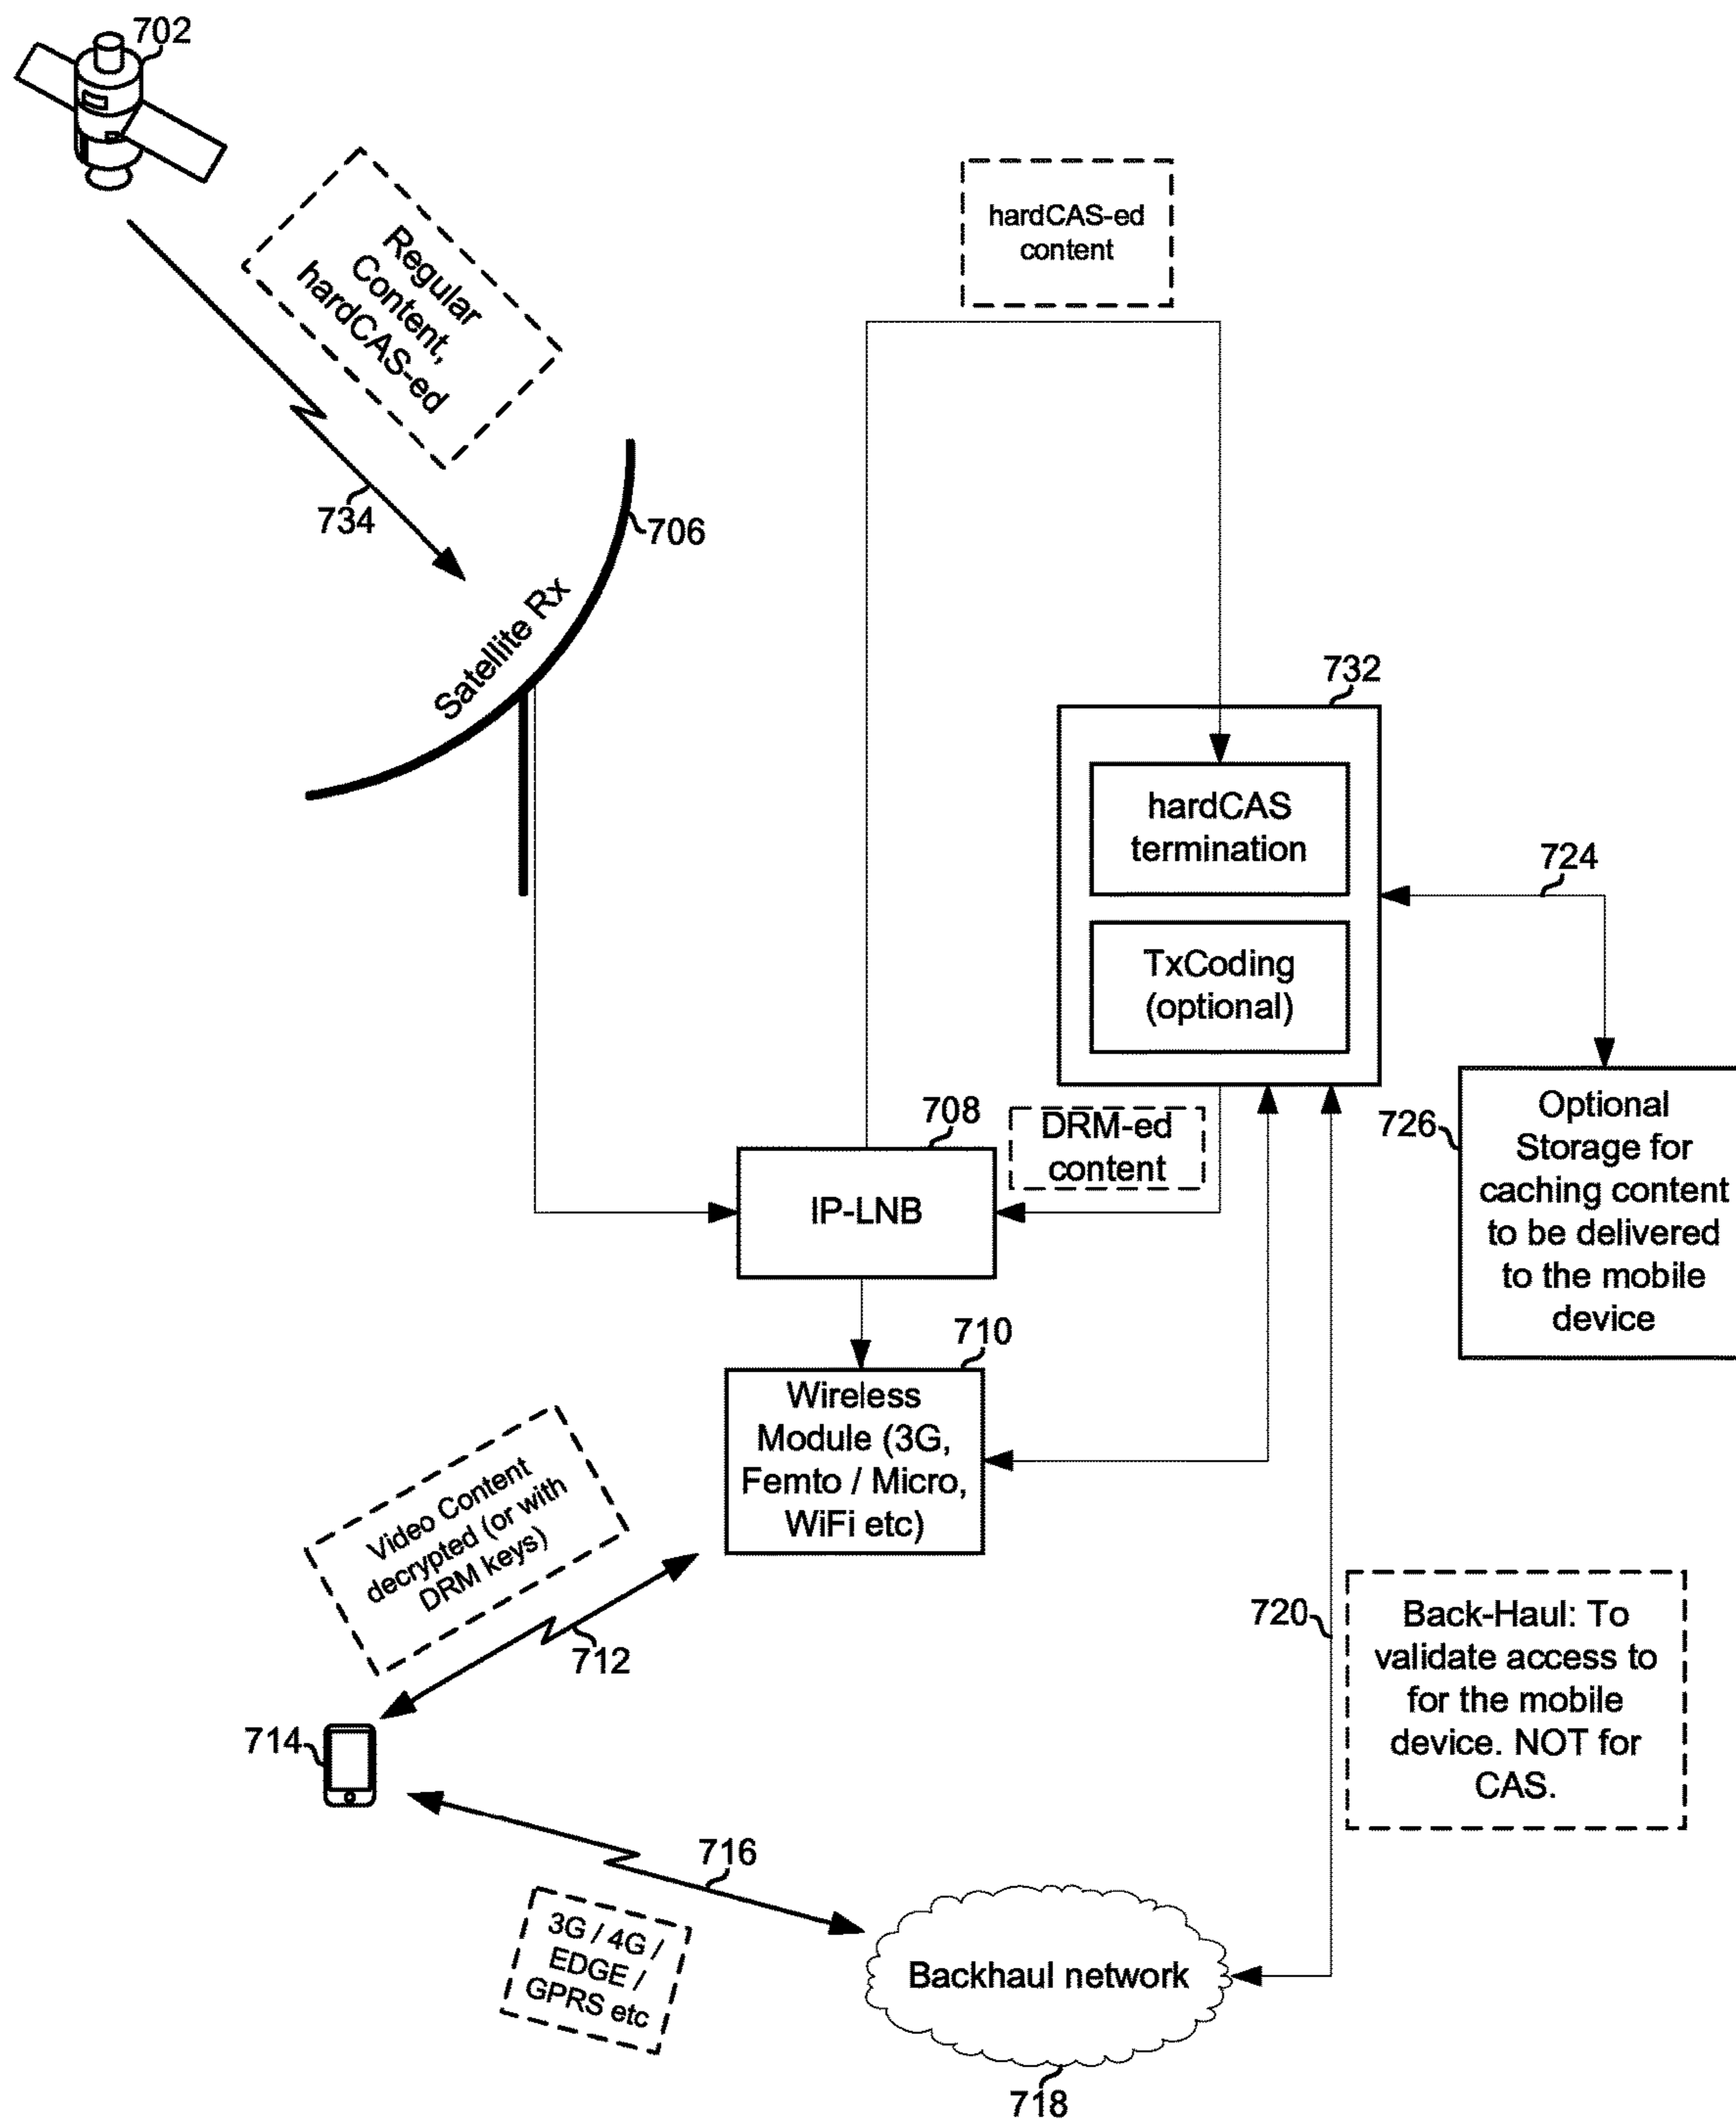 702
Regular
Content,
hardCAS-ed
734
706
Satellite Rx
hardCAS-ed
content
732
hardCAS
termination
TxCoding
(optional)
724
726
Optional
Storage for
caching content
to be delivered
to the mobile
device
708
IP-LNB
DRM-ed
content
710
Wireless
Module (3G,
Femto / Micro,
WiFi etc)
Video Content
decrypted (or with
DRM keys)
712
714
720
Back-Haul: To
validate access to
for the mobile
device. NOT for
CAS.
716
3G / 4G /
EDGE /
GPRS etc
Backhaul network
718